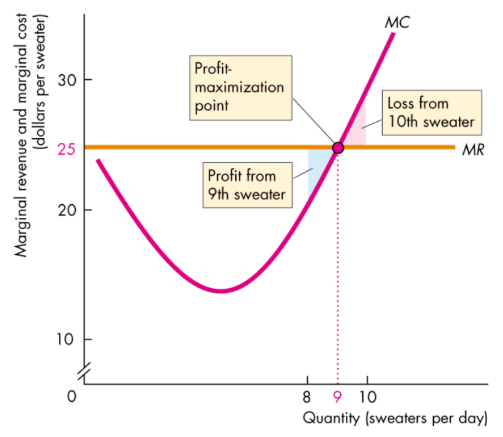 Marginal revenue and marginal cost
(dollars per sweater)
MC
30
Profit-
maximization
point
Loss from
10th sweater
25
MR
Profit from
9th sweater
20
10
0
8
9
10
Quantity (sweaters per day)